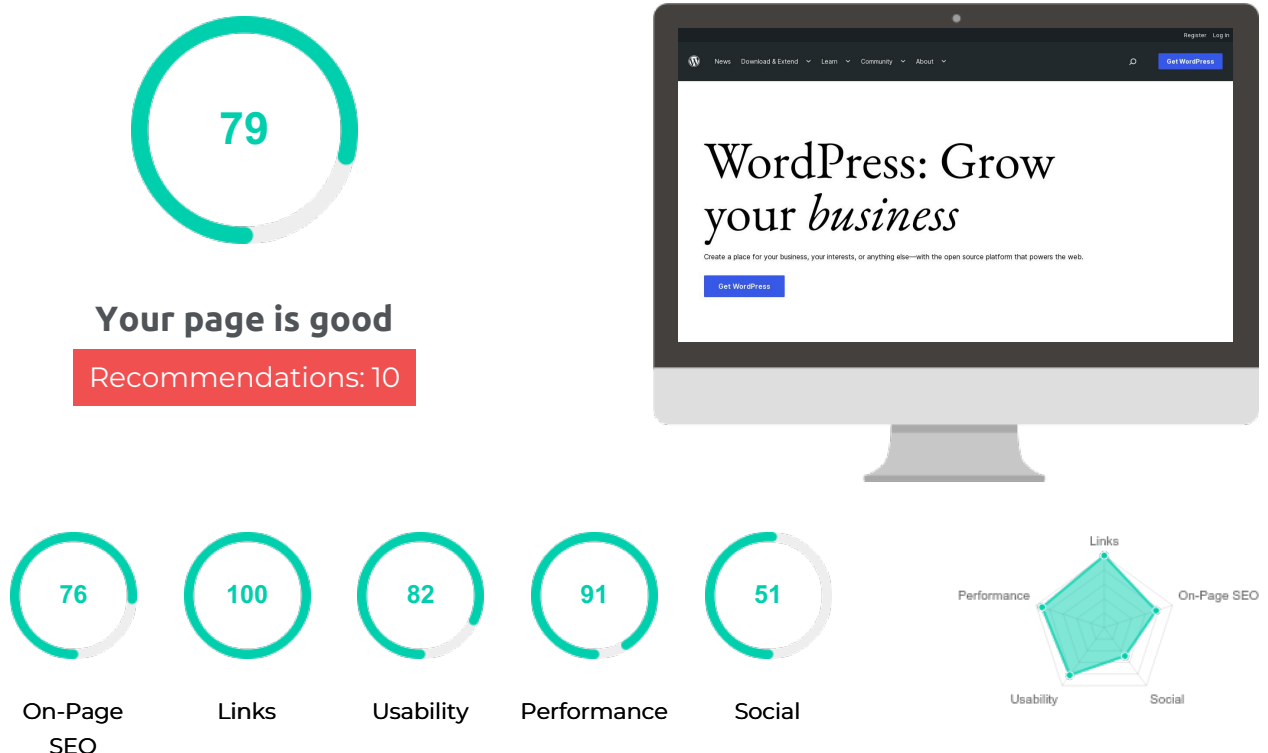 79
Your page is good
Recommendations: 10
Register Log In
News Download & Extend Learn Community About Get WordPress
WordPress: Grow
your business
Create a place for your business, your interests, or anything else—with the open source platform that powers the web.
Get WordPress
76 100 82 91 51
On-Page
SEO
Links
Usability
Performance
Social
Links
Performance
On-Page SEO
Usability
Social